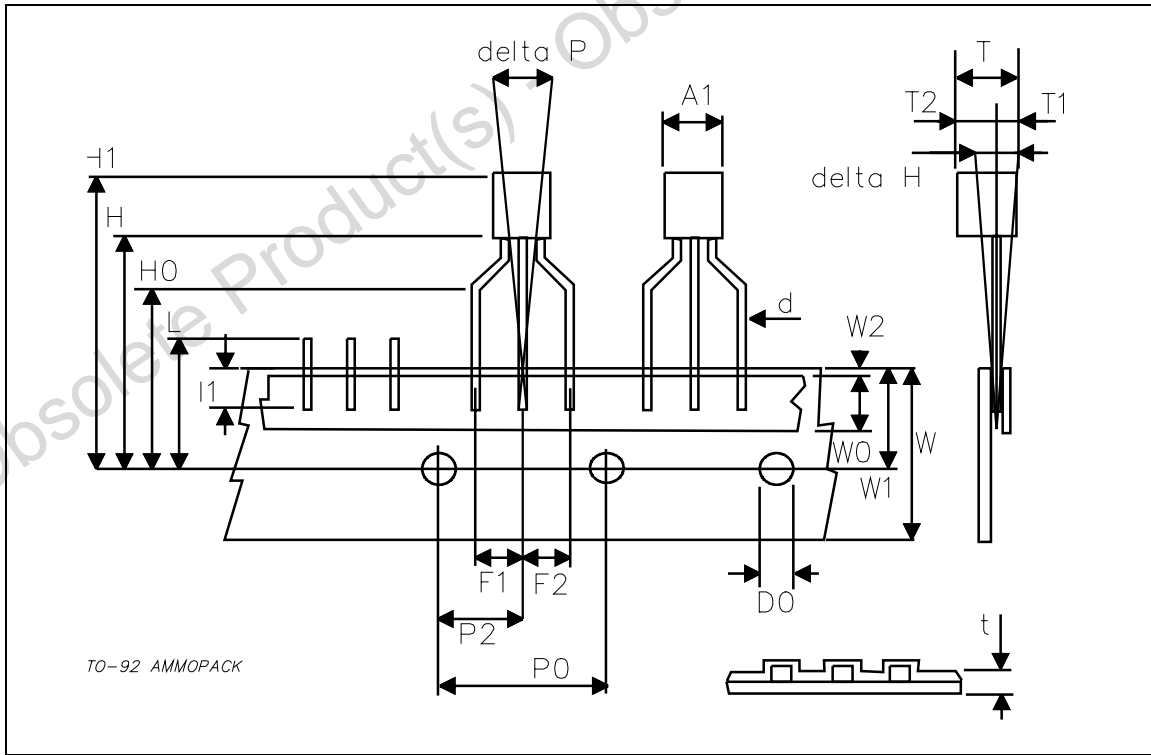 Obsolete Product(s) - Obs
delta P
A1
T
T2
T1
delta H
H1
H
H0
L
l1
d
W2
W0
W1
W
F1
F2
P2
P0
D0
t
TO-92 AMMOPACK